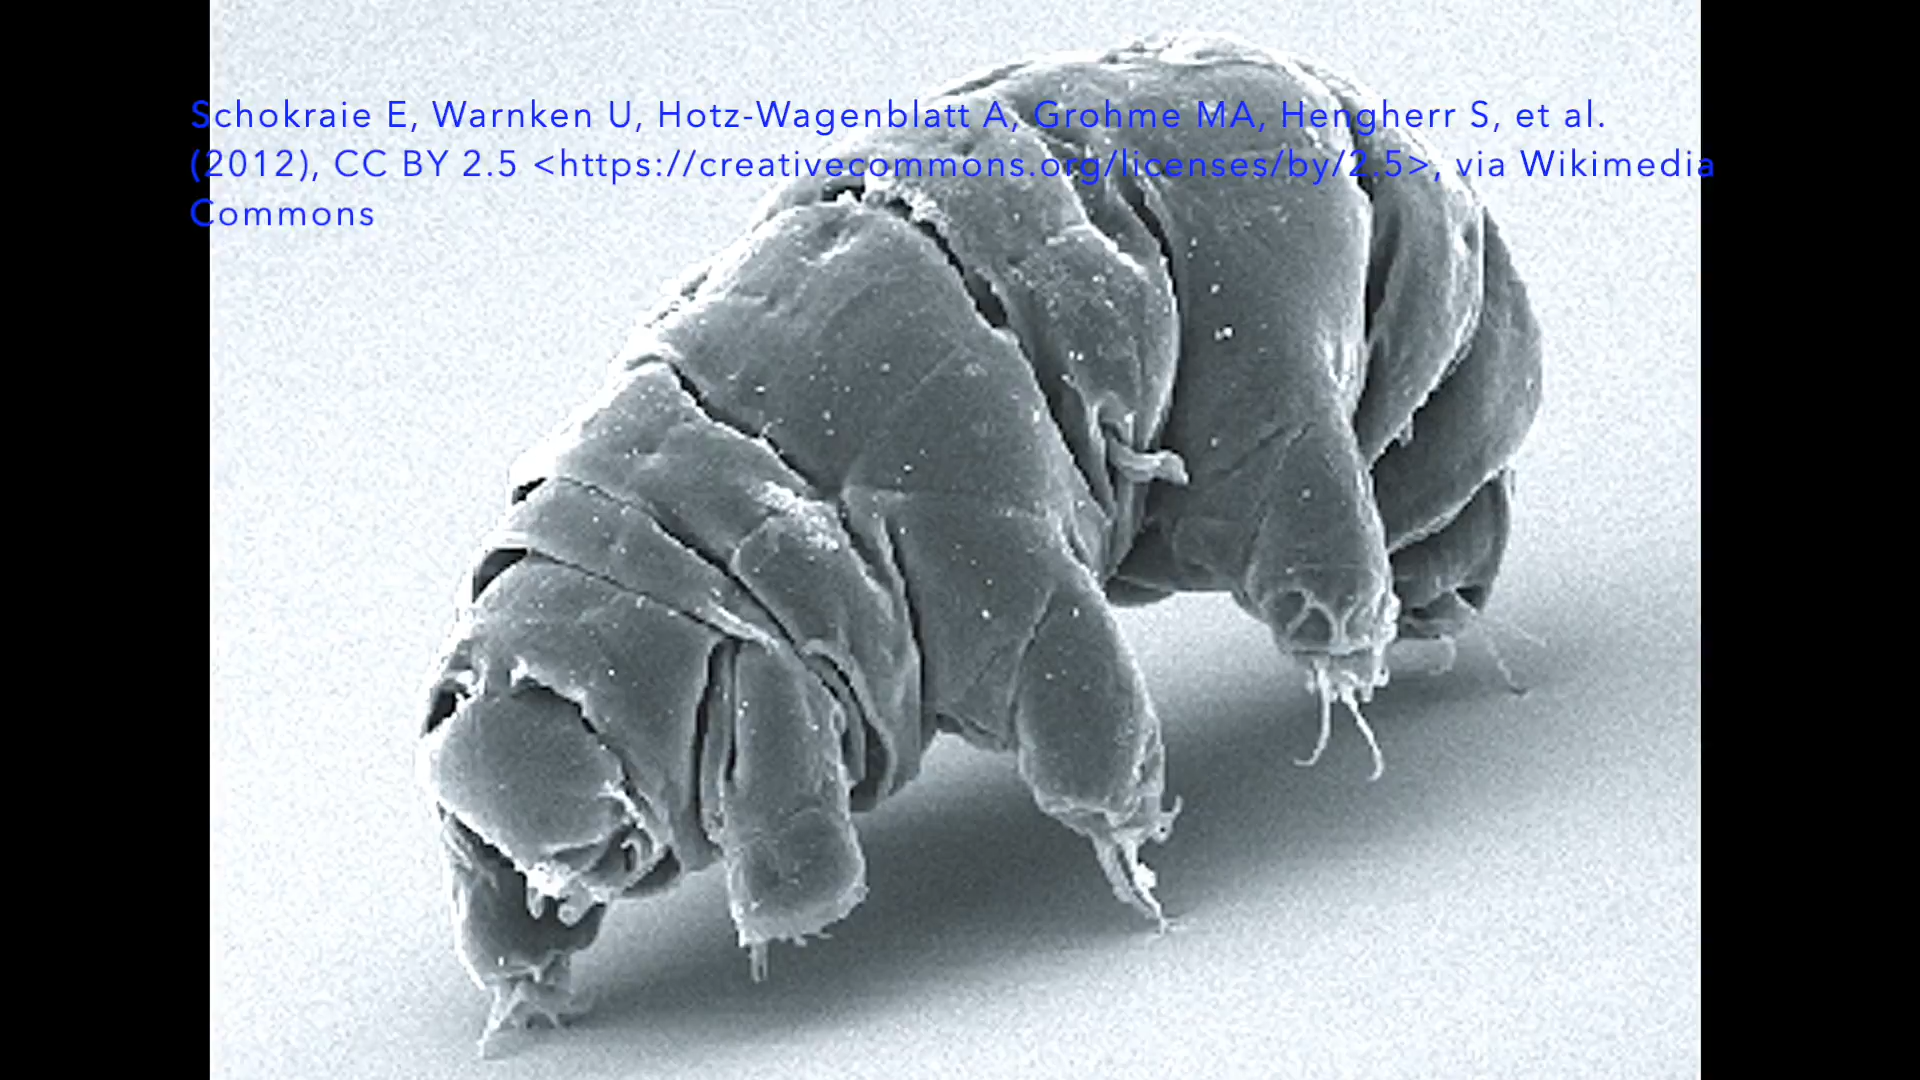 Schokraie E, Warnken U, Hotz-Wagenblatt A, Grohme MA, Hengherr S, et al.
(2012), CC BY 2.5 <https://creativecommons.org/licenses/by/2.5>, via Wikimedia
Commons